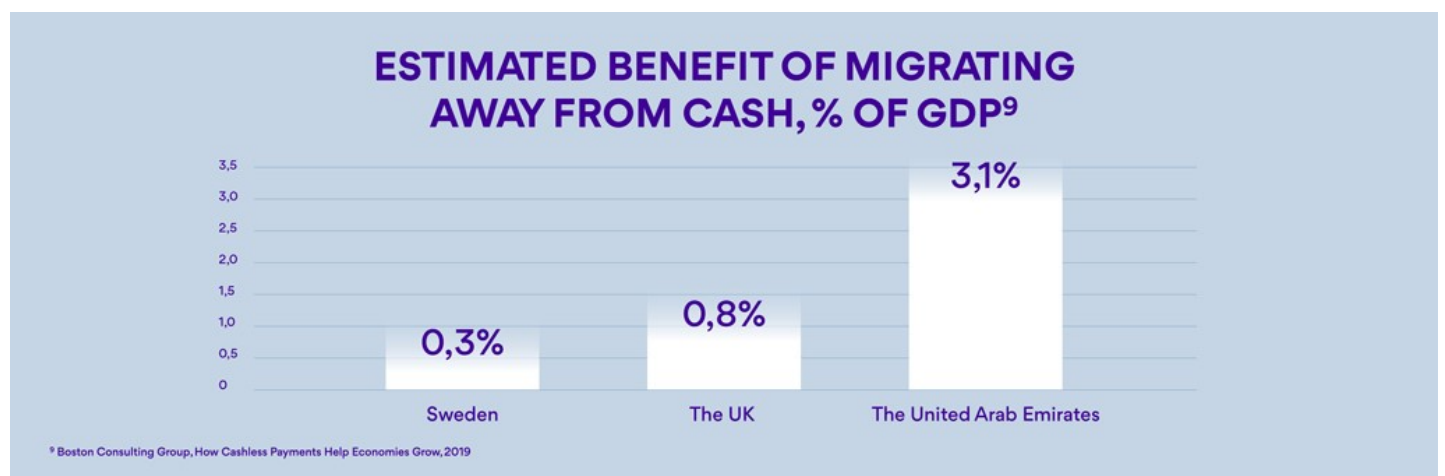 ESTIMATED BENEFIT OF MIGRATING
AWAY FROM CASH, % OF GDP⁹
3,5
3,0
2,5
2,0
1,5
1,0
0,5
0
0,3%
0,8%
3,1%
Sweden
The UK
The United Arab Emirates
⁹ Boston Consulting Group, How Cashless Payments Help Economies Grow, 2019